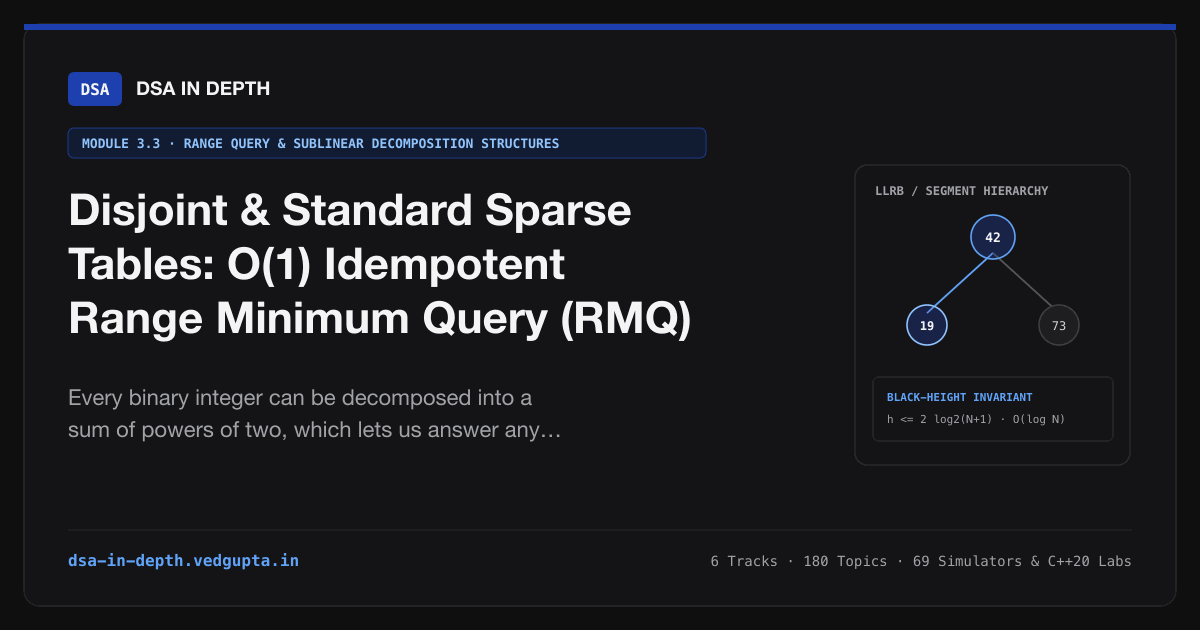 DSA
DSA IN DEPTH
MODULE 3.3 · RANGE QUERY & SUBLINEAR DECOMPOSITION STRUCTURES
Disjoint & Standard Sparse
Tables: O(1) Idempotent
Range Minimum Query (RMQ)
Every binary integer can be decomposed into a
sum of powers of two, which lets us answer any…
LLRB / SEGMENT HIERARCHY
42
19
73
BLACK-HEIGHT INVARIANT
h <= 2 log2(N+1) · O(log N)
dsa-in-depth.vedgupta.in
6 Tracks · 180 Topics · 69 Simulators & C++20 Labs